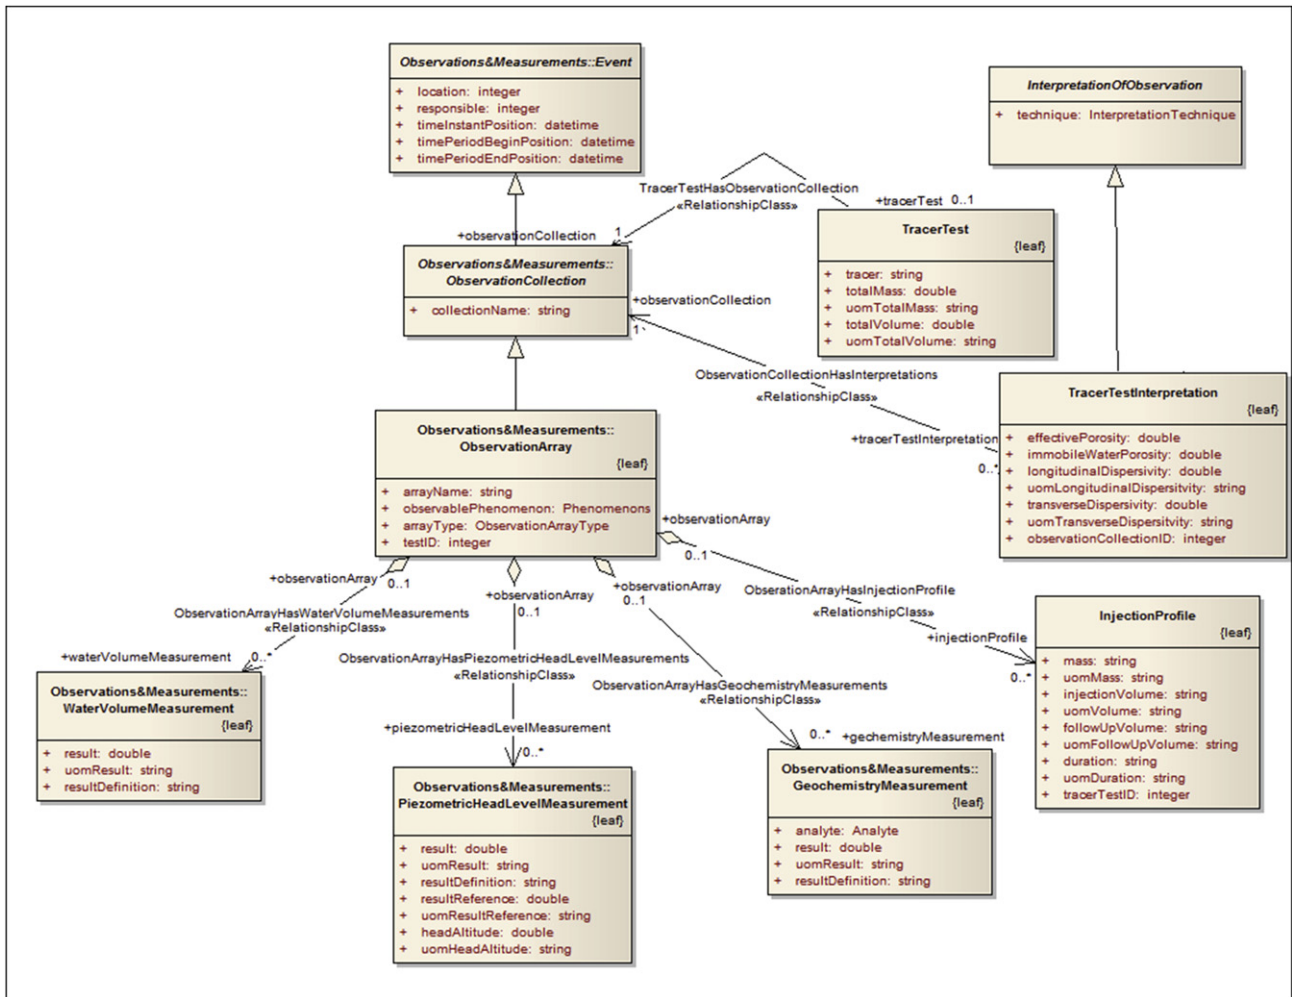 Observations&Measurements::Event
+ location: integer
+ responsible: integer
+ timeInstantPosition: datetime
+ timePeriodBeginPosition: datetime
+ timePeriodEndPosition: datetime
InterpretationOfObservation
+ technique: InterpretationTechnique
TracerTestHasObservationCollection
«RelationshipClass»
+tracerTest 0..1
+observationCollection 1
TracerTest
{leaf}
+ tracer: string
+ totalMass: double
+ uomTotalMass: string
+ totalVolume: double
+ uomTotalVolume: string
Observations&Measurements::
ObservationCollection
+ collectionName: string
+observationCollection
1
ObservationCollectionHasInterpretations
«RelationshipClass»
+tracerTestInterpretation
0..*
TracerTestInterpretation
{leaf}
+ effectivePorosity: double
+ immobileWaterPorosity: double
+ longitudinalDispersivity: double
+ uomLongitudinalDispersitvity: string
+ transverseDispersivity: double
+ uomTransverseDispersitvity: string
+ observationCollectionID: integer
Observations&Measurements::
ObservationArray
{leaf}
+ arrayName: string
+ observablePhenomenon: Phenomenons
+ arrayType: ObservationArrayType
+ testID: integer
+observationArray
0..1
ObservationArrayHasInjectionProfile
«RelationshipClass»
+injectionProfile
0..*
InjectionProfile
{leaf}
+ mass: string
+ uomMass: string
+ injectionVolume: string
+ uomVolume: string
+ followUpVolume: string
+ uomFollowUpVolume: string
+ duration: string
+ uomDuration: string
+ tracerTestID: integer
+observationArray
0..1
ObservationArrayHasWaterVolumeMeasurements
«RelationshipClass»
+waterVolumeMeasurement 0..*
Observations&Measurements::
WaterVolumeMeasurement
{leaf}
+ result: double
+ uomResult: string
+ resultDefinition: string
+observationArray
0..1
ObservationArrayHasPiezometricHeadLevelMeasurements
«RelationshipClass»
+piezometricHeadLevelMeasurement
0..*
Observations&Measurements::
PiezometricHeadLevelMeasurement
{leaf}
+ result: double
+ uomResult: string
+ resultDefinition: string
+ resultReference: double
+ uomResultReference: string
+ headAltitude: double
+ uomHeadAltitude: string
+observationArray
0..1
ObservationArrayHasGeochemistryMeasurements
«RelationshipClass»
0..* +gechemistryMeasurement
Observations&Measurements::
GeochemistryMeasurement
{leaf}
+ analyte: Analyte
+ result: double
+ uomResult: string
+ resultDefinition: string